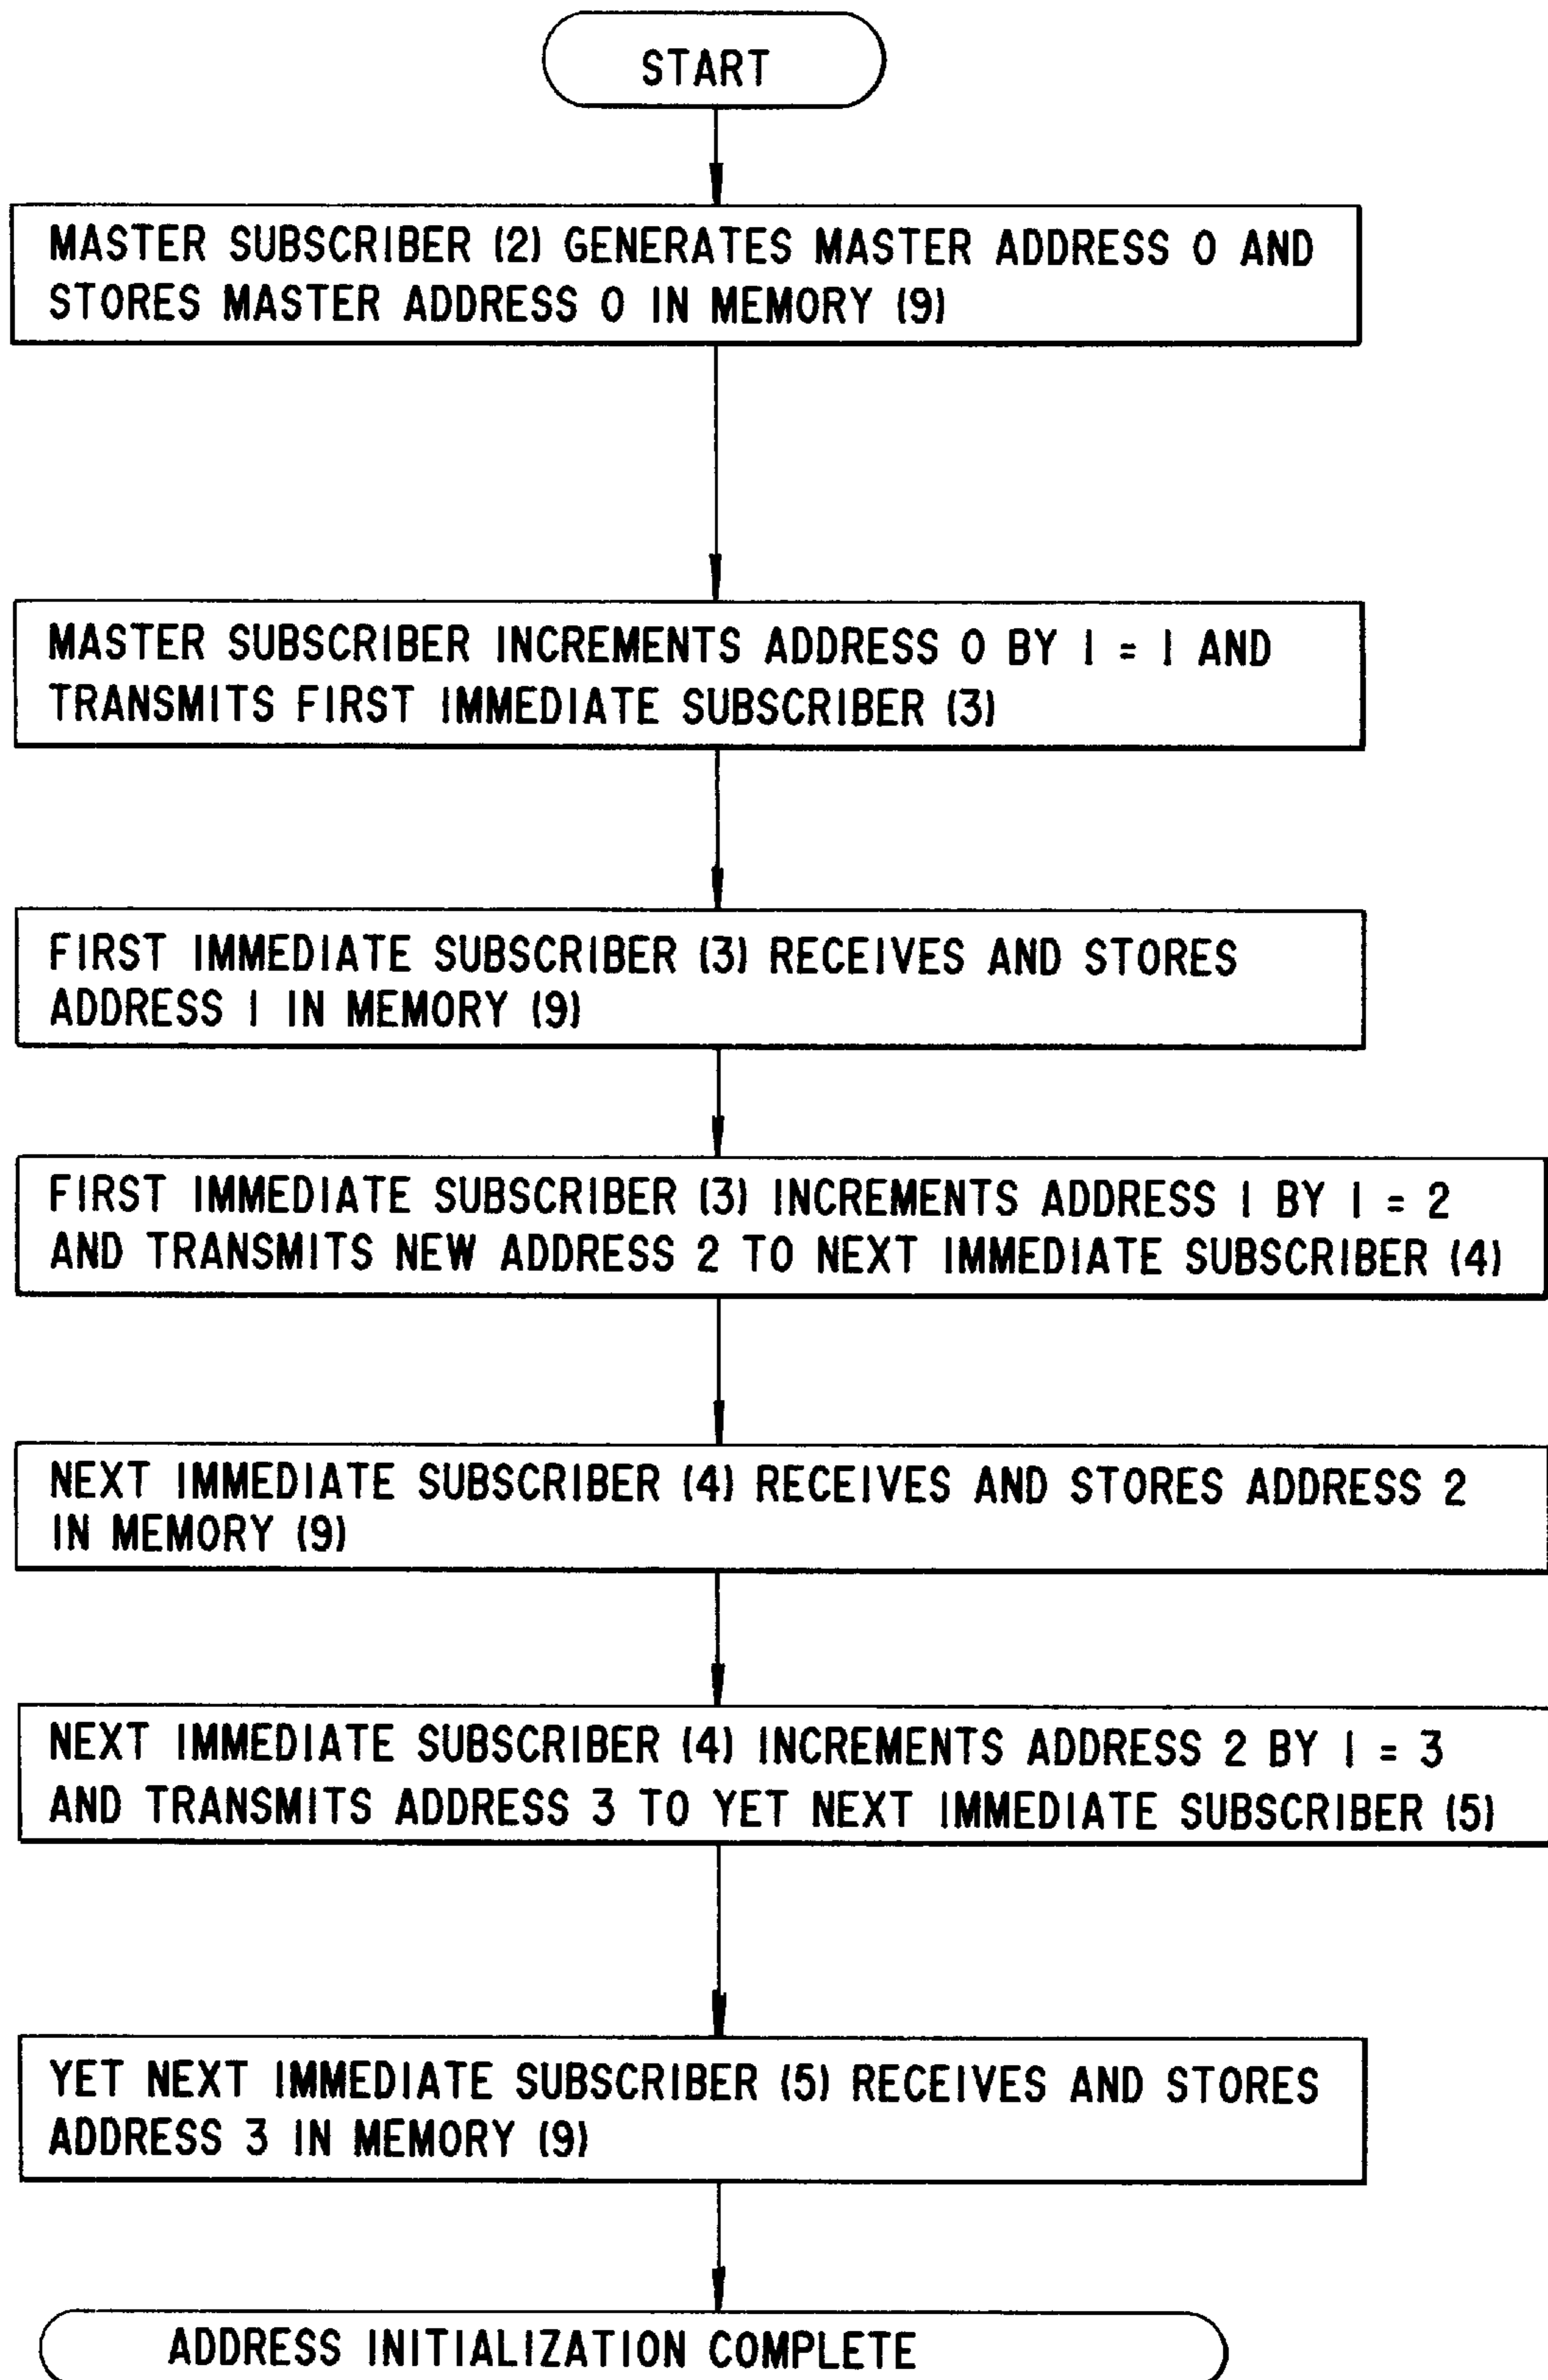 START
MASTER SUBSCRIBER (2) GENERATES MASTER ADDRESS 0 AND
STORES MASTER ADDRESS 0 IN MEMORY (9)
MASTER SUBSCRIBER INCREMENTS ADDRESS 0 BY 1 = 1 AND
TRANSMITS FIRST IMMEDIATE SUBSCRIBER (3)
FIRST IMMEDIATE SUBSCRIBER (3) RECEIVES AND STORES
ADDRESS 1 IN MEMORY (9)
FIRST IMMEDIATE SUBSCRIBER (3) INCREMENTS ADDRESS 1 BY 1 = 2
AND TRANSMITS NEW ADDRESS 2 TO NEXT IMMEDIATE SUBSCRIBER (4)
NEXT IMMEDIATE SUBSCRIBER (4) RECEIVES AND STORES ADDRESS 2
IN MEMORY (9)
NEXT IMMEDIATE SUBSCRIBER (4) INCREMENTS ADDRESS 2 BY 1 = 3
AND TRANSMITS ADDRESS 3 TO YET NEXT IMMEDIATE SUBSCRIBER (5)
YET NEXT IMMEDIATE SUBSCRIBER (5) RECEIVES AND STORES
ADDRESS 3 IN MEMORY (9)
ADDRESS INITIALIZATION COMPLETE